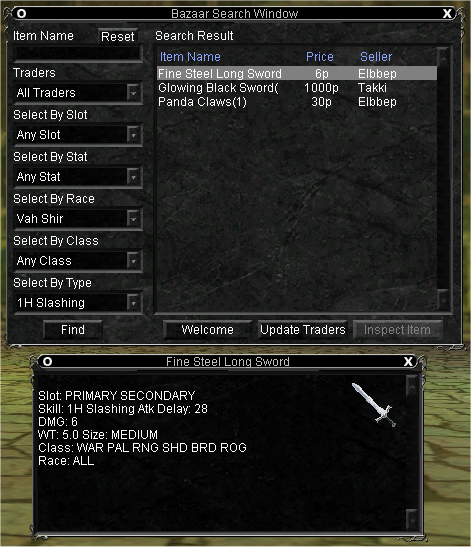 O Bazaar Search Window X
Item Name Reset
Search Result
Item Name Price Seller
Fine Steel Long Sword 6p Elbbep
Glowing Black Sword( 1000p Takki
Panda Claws(1) 30p Elbbep
Traders
All Traders
Select By Slot
Any Slot
Select By Stat
Any Stat
Select By Race
Vah Shir
Select By Class
Any Class
Select By Type
1H Slashing
Find Welcome Update Traders Inspect Item
O Fine Steel Long Sword X
Slot: PRIMARY SECONDARY
Skill: 1H Slashing Atk Delay: 28
DMG: 6
WT: 5.0 Size: MEDIUM
Class: WAR PAL RNG SHD BRD ROG
Race: ALL